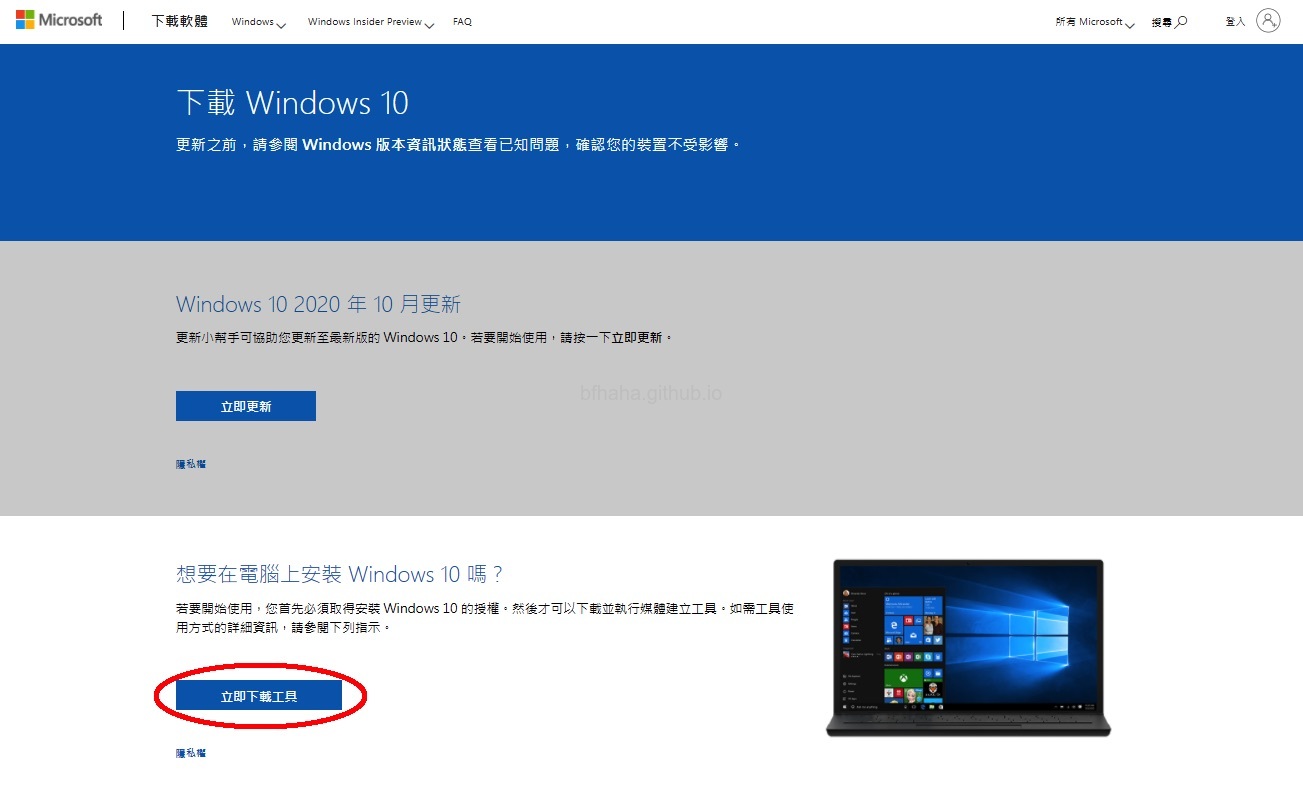 Microsoft 下載軟體 Windows Windows Insider Preview FAQ 所有 Microsoft 搜尋 登入
下載 Windows 10
更新之前，請參閱 Windows 版本資訊狀態查看已知問題，確認您的裝置不受影響。
Windows 10 2020 年 10 月更新
更新小幫手可協助您更新至最新版的 Windows 10。若要開始使用，請按一下立即更新。
bfhaha.github.io
立即更新
隱私權
想要在電腦上安裝 Windows 10 嗎？
若要開始使用，您首先必須取得安裝 Windows 10 的授權。然後才可以下載並執行媒體建立工具。如需工具使
用方式的詳細資訊，請參閱下列指示。
立即下載工具
隱私權